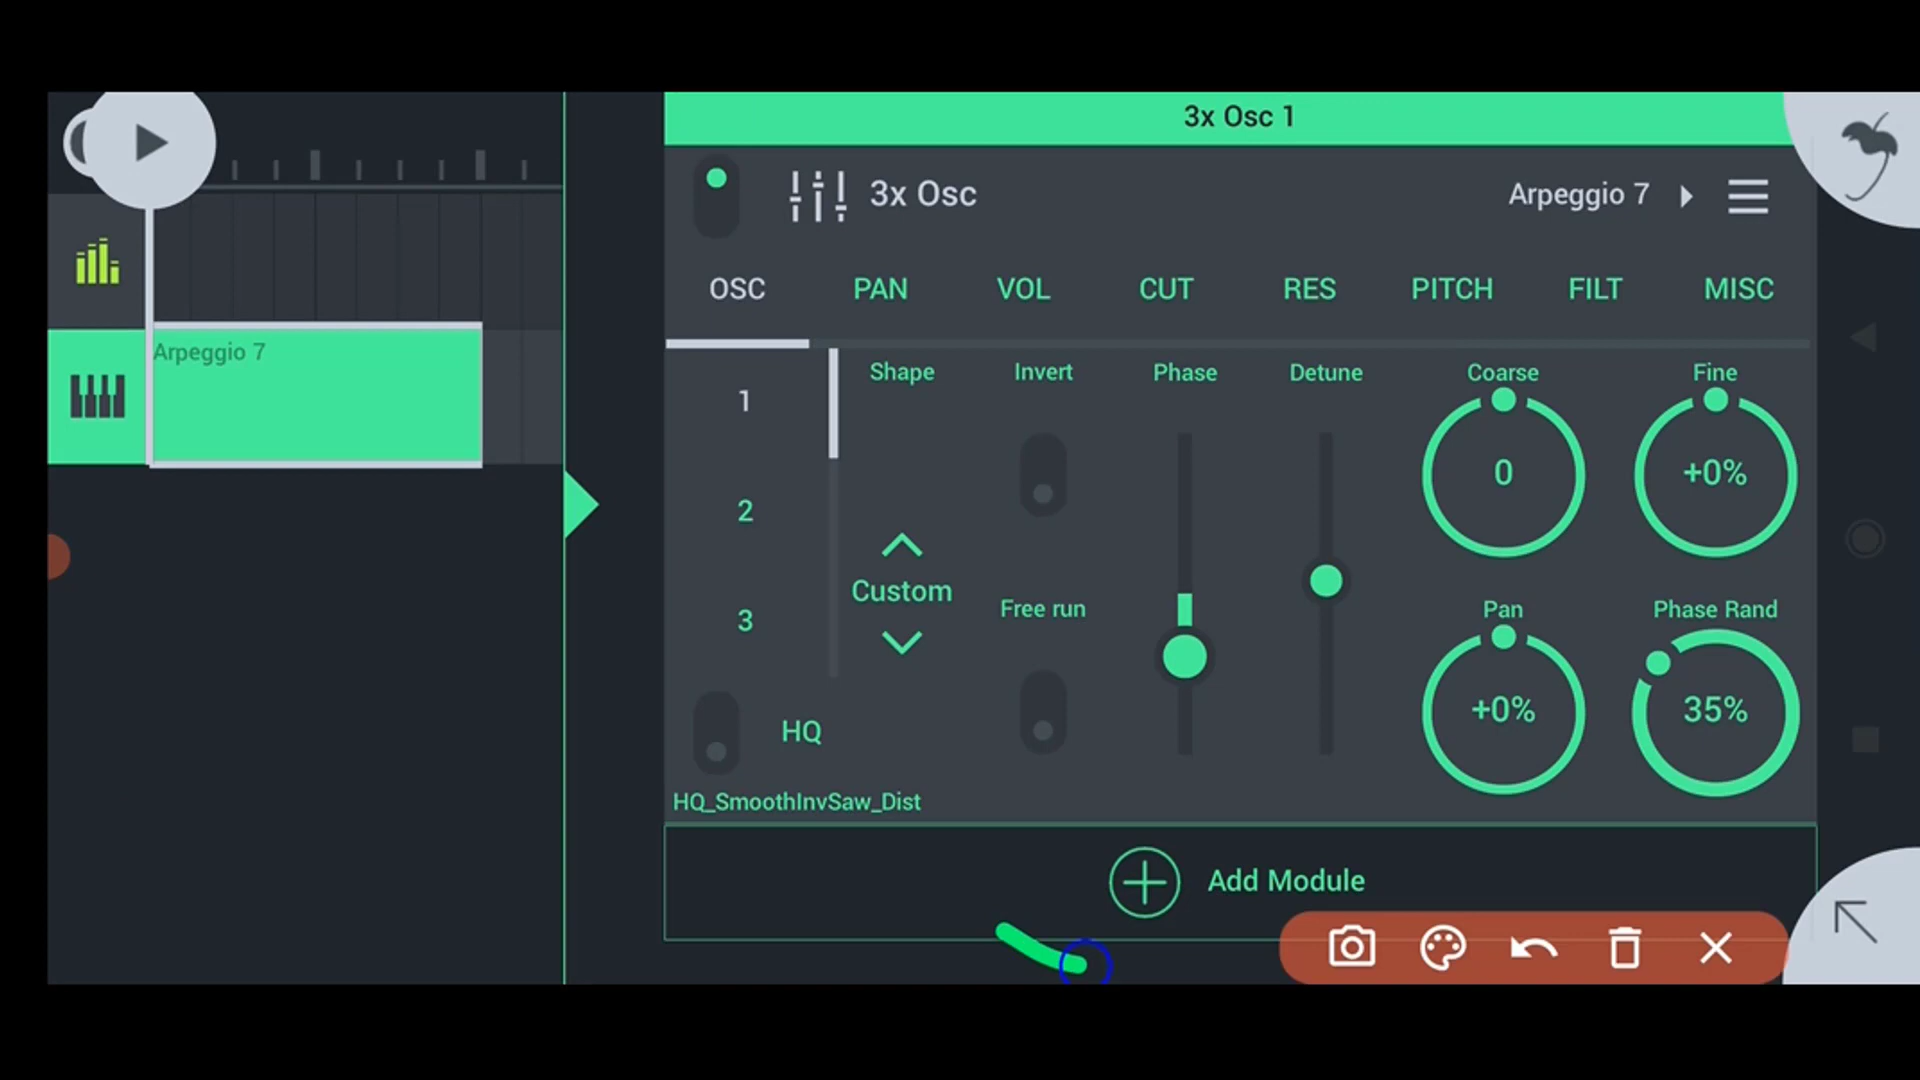 3x Osc 1
3x Osc
Arpeggio 7
OSC PAN VOL CUT RES PITCH FILT MISC
Arpeggio 7
Shape Invert Phase Detune Coarse Fine
1
0 +0%
2
Custom
Free run Pan Phase Rand
3
+0% 35%
HQ
HQ_SmoothInvSaw_Dist
Add Module